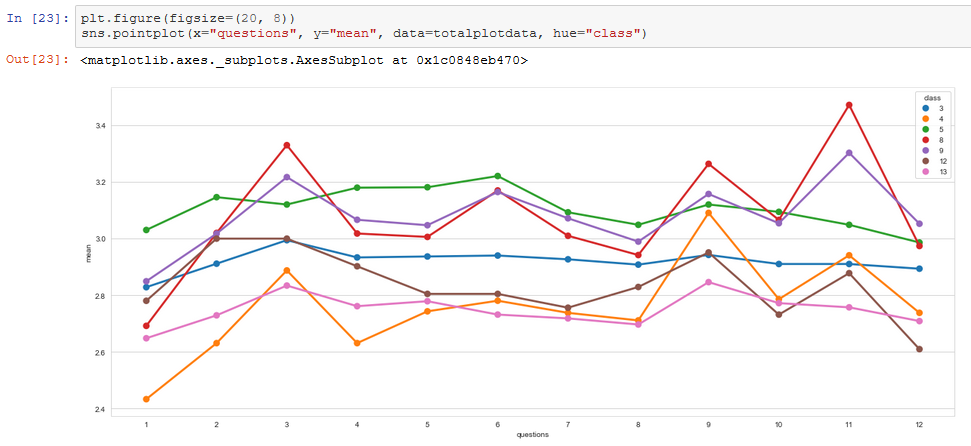 In [23]: plt.figure(figsize=(20, 8))
sns.pointplot(x="questions", y="mean", data=totalplotdata, hue="class")
Out[23]: <matplotlib.axes._subplots.AxesSubplot at 0x1c0848eb470>
class
3
4
5
8
9
12
13
3.4
3.2
3.0
2.8
2.6
2.4
mean
1 2 3 4 5 6 7 8 9 10 11 12
questions